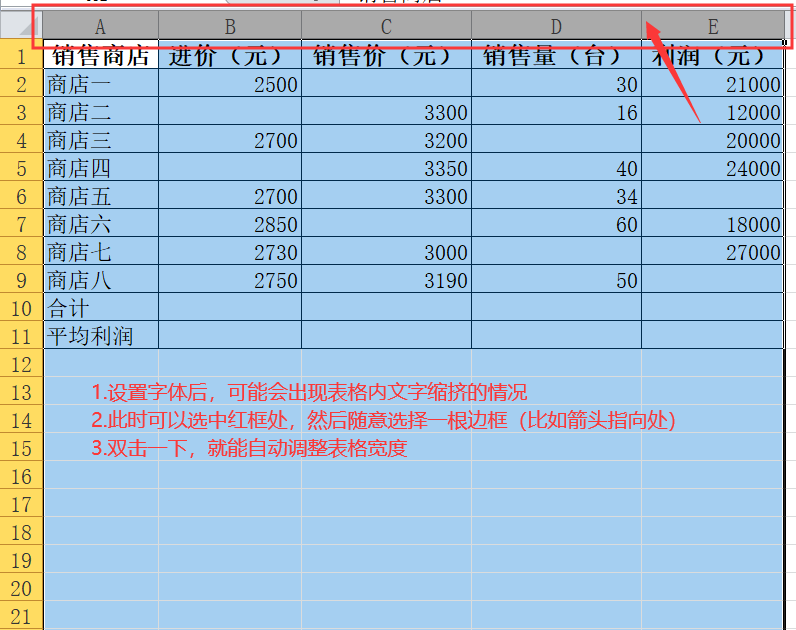 A B C D E
1 销售商店 进价（元） 销售价（元） 销售量（台） 利润（元）
2 商店一 2500 30 21000
3 商店二 3300 16 12000
4 商店三 2700 3200 20000
5 商店四 3350 40 24000
6 商店五 2700 3300 34
7 商店六 2850 60 18000
8 商店七 2730 3000 27000
9 商店八 2750 3190 50
10 合计
11 平均利润
12
13 1.设置字体后，可能会出现表格内文字缩挤的情况
14 2.此时可以选中红框处，然后随意选择一根边框（比如箭头指向处）
15 3.双击一下，就能自动调整表格宽度
16
17
18
19
20
21